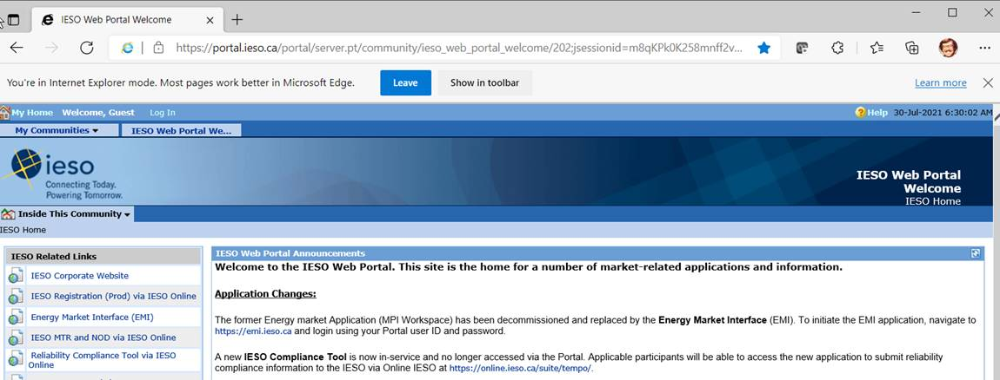 IESO Web Portal Welcome
https://portal.ieso.ca/portal/server.pt/community/ieso_web_portal_welcome/202;jsessionid=m8qKPk0K258mnff2v...
You're in Internet Explorer mode. Most pages work better in Microsoft Edge.
Leave
Show in toolbar
Learn more
My Home Welcome, Guest Log In
Help 30-Jul-2021 6:30:02 AM
My Communities
IESO Web Portal We...
ieso
Connecting Today.
Powering Tomorrow.
IESO Web Portal
Welcome
IESO Home
Inside This Community
IESO Home
IESO Related Links
IESO Corporate Website
IESO Registration (Prod) via IESO Online
Energy Market Interface (EMI)
IESO MTR and NOD via IESO Online
Reliability Compliance Tool via IESO
Online
IESO Web Portal Announcements
Welcome to the IESO Web Portal. This site is the home for a number of market-related applications and information.
Application Changes:
The former Energy market Application (MPI Workspace) has been decommissioned and replaced by the Energy Market Interface (EMI). To initiate the EMI application, navigate to
https://emi.ieso.ca and login using your Portal user ID and password.
A new IESO Compliance Tool is now in-service and no longer accessed via the Portal. Applicable participants will be able to access the new application to submit reliability
compliance information to the IESO via Online IESO at https://online.ieso.ca/suite/tempo/.